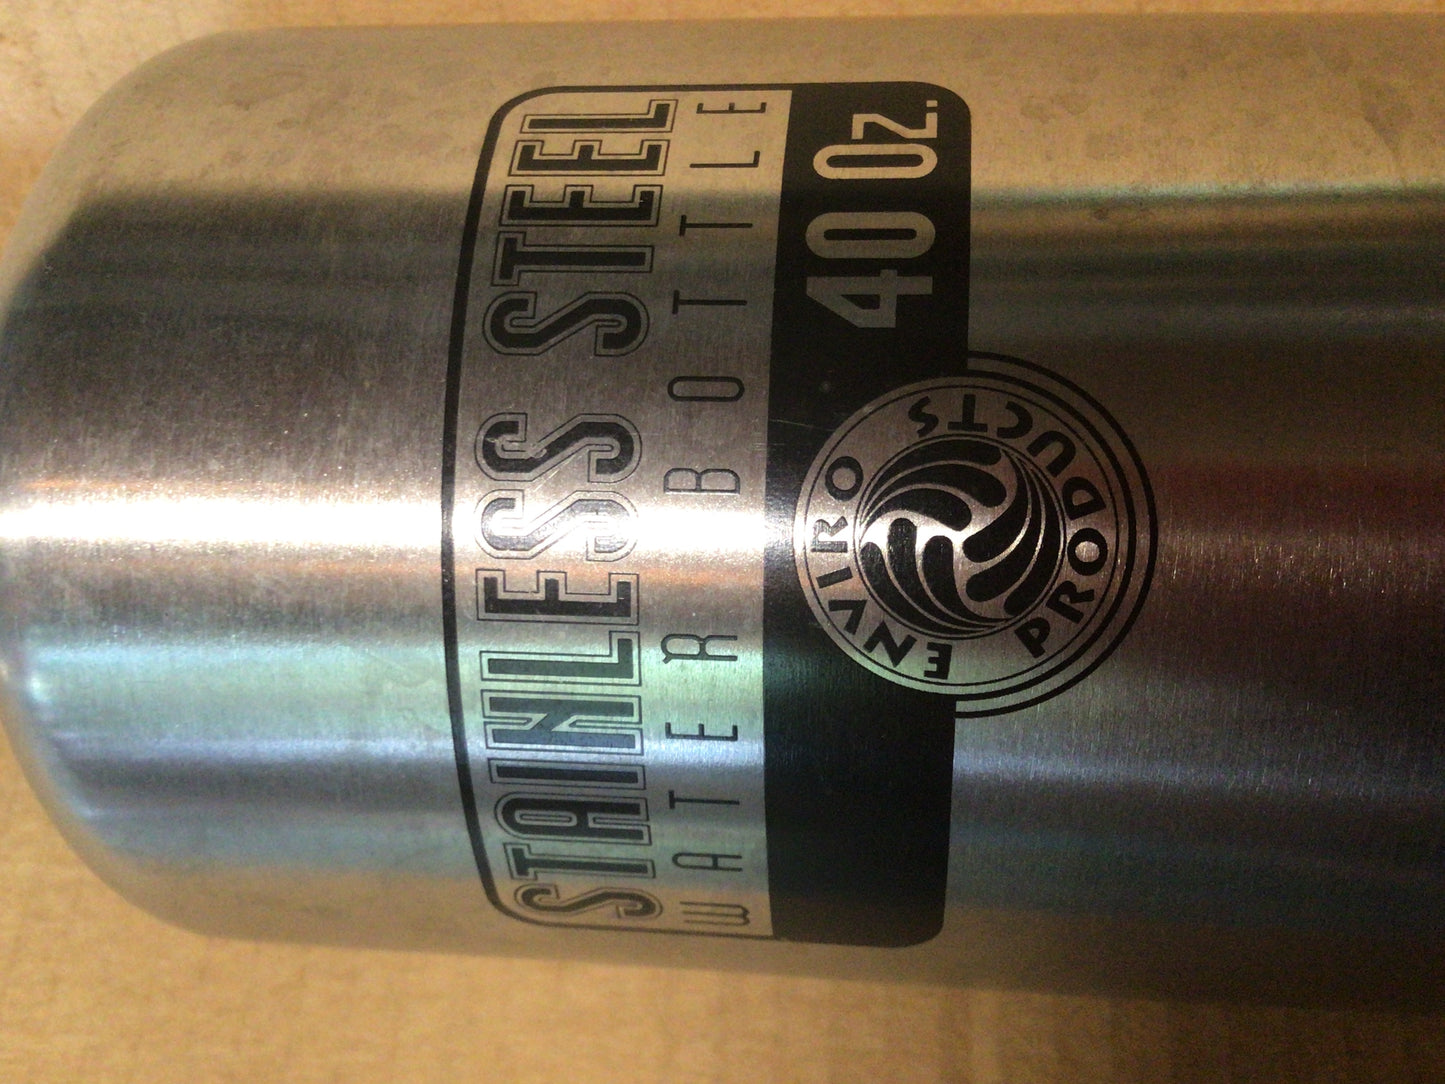 STAINLESS STEEL
WATER BOTTLE
40 Oz.
ENVIRO
PRODUCTS